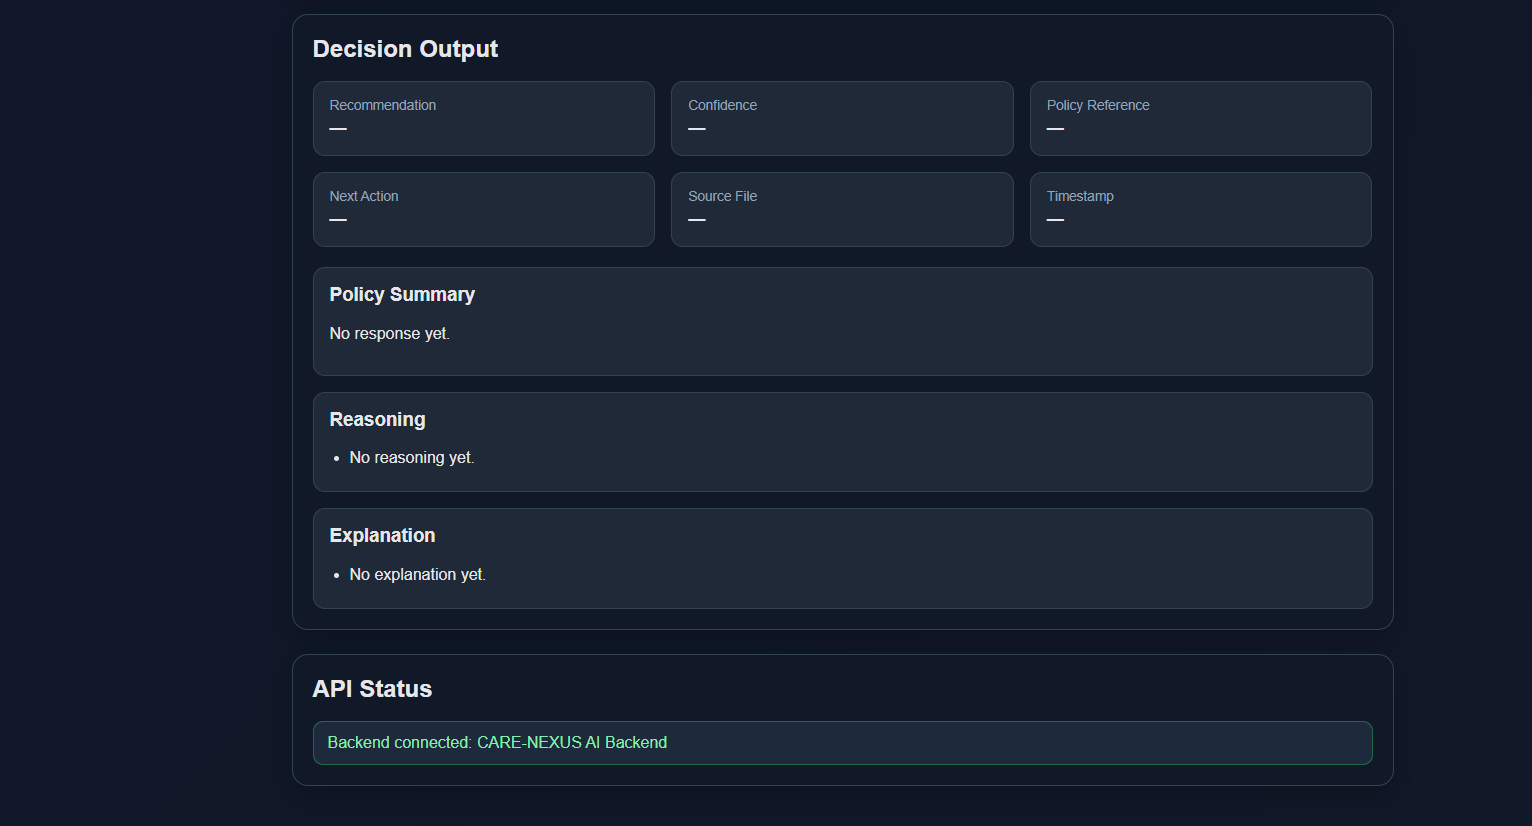 Decision Output
Recommendation
—
Confidence
—
Policy Reference
—
Next Action
—
Source File
—
Timestamp
—
Policy Summary
No response yet.
Reasoning
• No reasoning yet.
Explanation
• No explanation yet.
API Status
Backend connected: CARE-NEXUS AI Backend